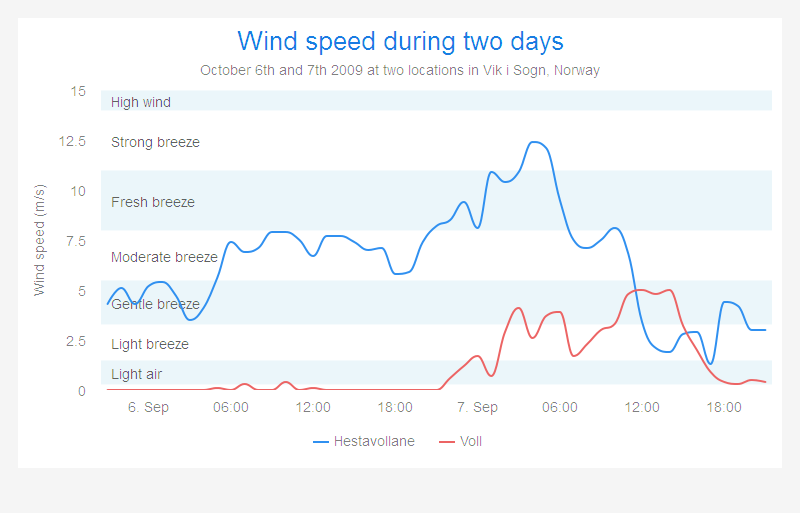 Wind speed during two days
October 6th and 7th 2009 at two locations in Vik i Sogn, Norway
Wind speed (m/s)
15
12.5
10
7.5
5
2.5
0
High wind
Strong breeze
Fresh breeze
Moderate breeze
Gentle breeze
Light breeze
Light air
6. Sep 06:00 12:00 18:00 7. Sep 06:00 12:00 18:00
Hestavollane Voll